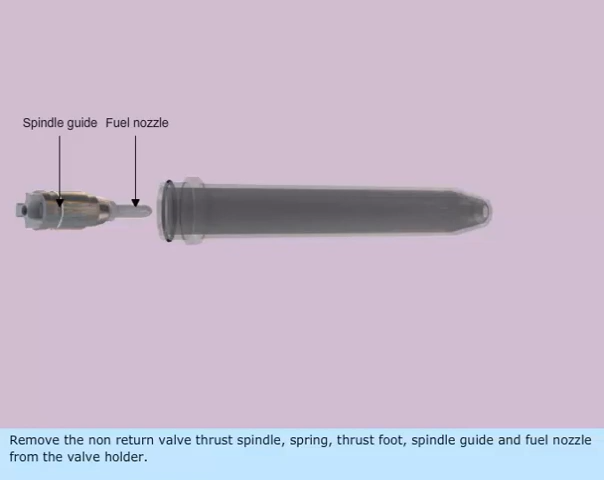 Spindle guide Fuel nozzle
Remove the non return valve thrust spindle, spring, thrust foot, spindle guide and fuel nozzle
from the valve holder.